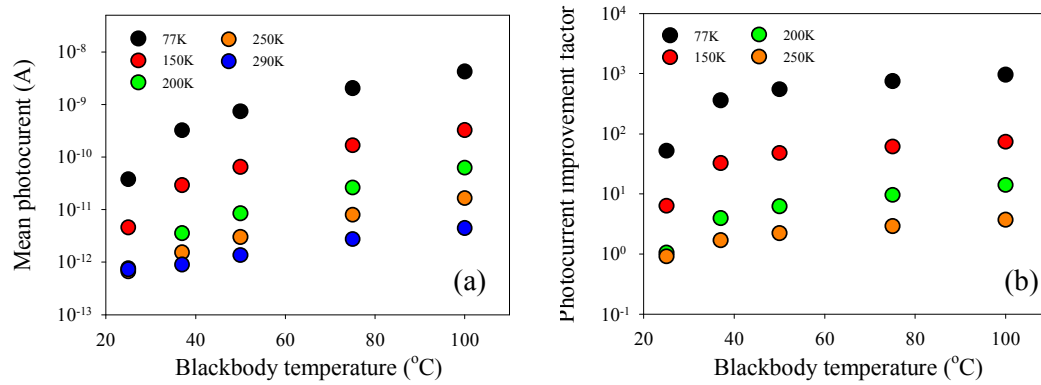 Mean photocurent (A)
10⁻⁸
10⁻⁹
10⁻¹⁰
10⁻¹¹
10⁻¹²
10⁻¹³
77K
150K
200K
250K
290K
(a)
20 40 60 80 100
Blackbody temperature (°C)
Photocurrent improvement factor
10⁴
10³
10²
10¹
10⁰
10⁻¹
77K
150K
200K
250K
(b)
20 40 60 80 100
Blackbody temperature (°C)